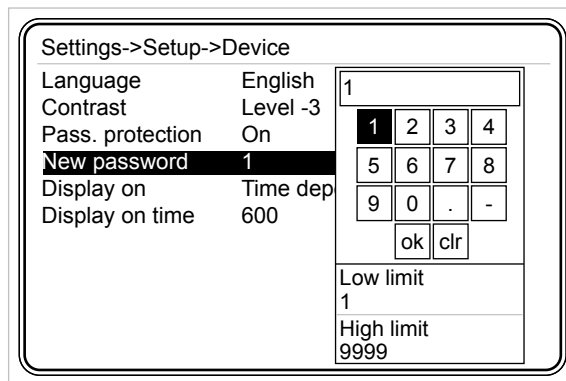 Settings->Setup->Device
Language English
Contrast Level -3
Pass. protection On
New password 1
Display on Time dep
Display on time 600
1
1 2 3 4
5 6 7 8
9 0 . -
ok clr
Low limit
1
High limit
9999